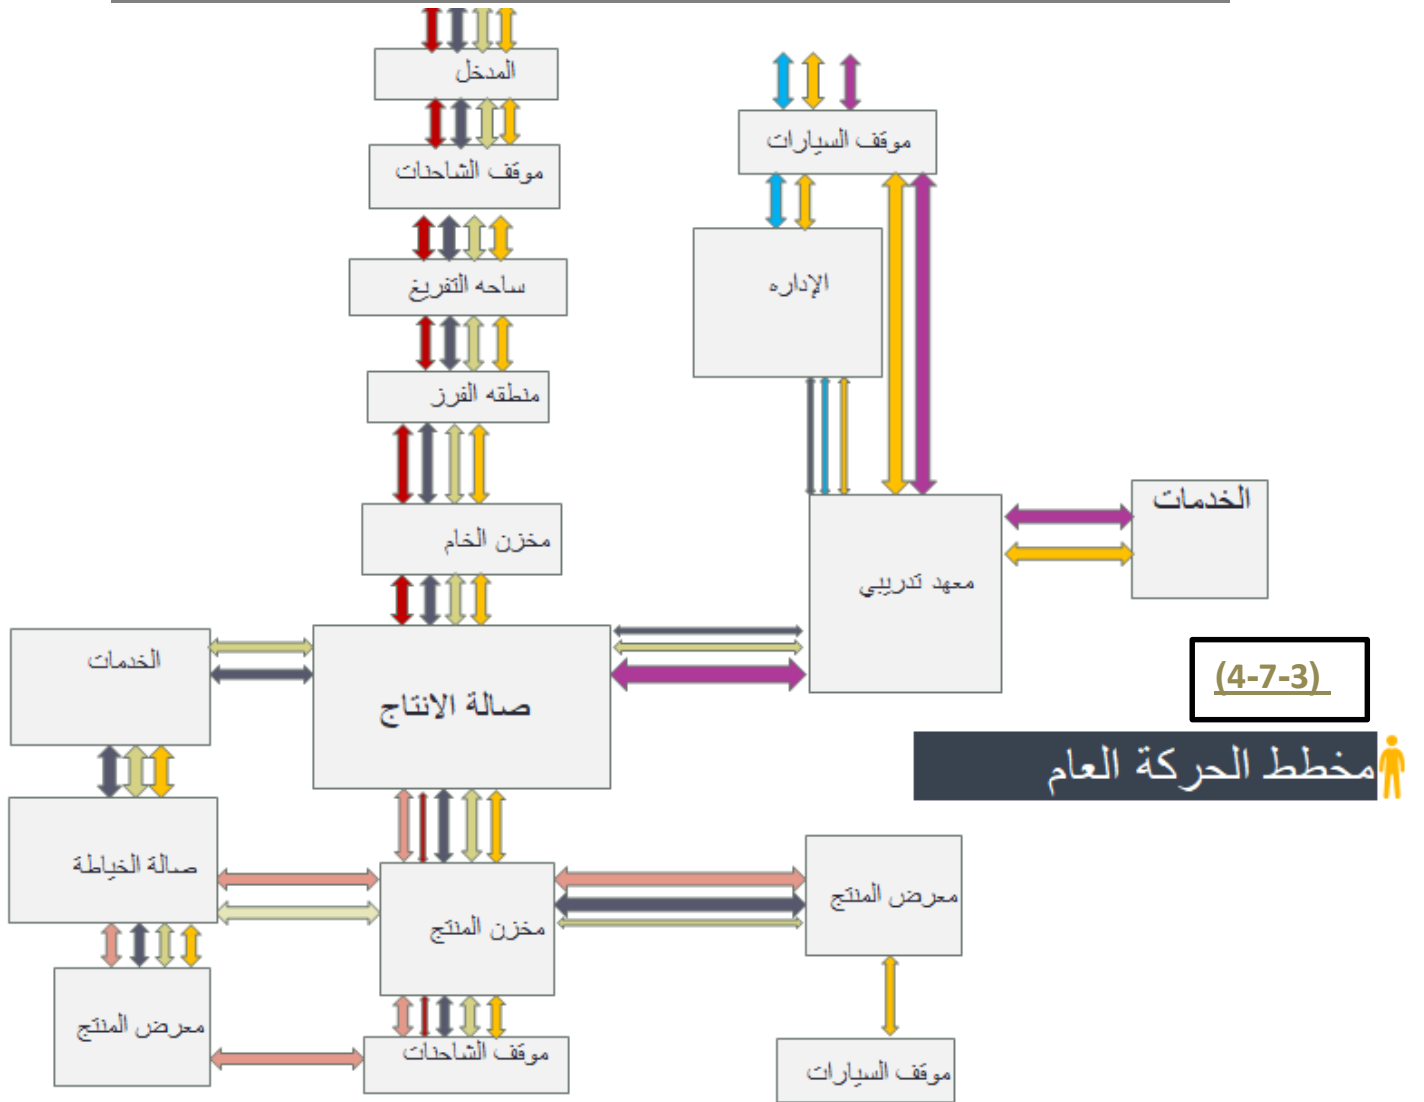 المدخل
موقف الشاحنات
ساحه التفريغ
منطقه الفرز
مخزن الخام
صالة الانتاج
موقف السيارات
الإداره
معهد تدريبي
الخدمات
(4-7-3)
مخطط الحركة العام
الخدمات
صالة الخياطة
معرض المنتج
مخزن المنتج
موقف الشاحنات
معرض المنتج
موقف السيارات